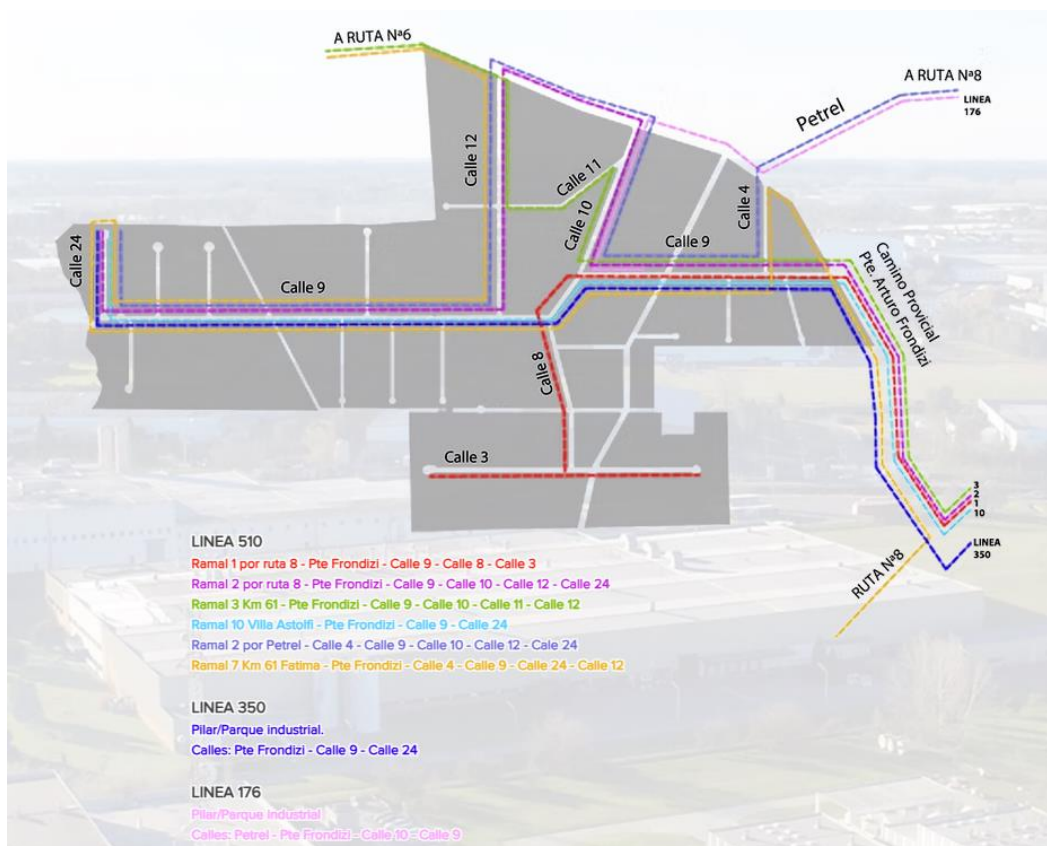 A RUTA Nª6
A RUTA Nª8
LINEA
176
Petrel
Calle 12
Calle 11
Calle 10
Calle 4
Calle 9
Calle 24
Calle 9
Camino Provicial
Pte. Arturo Frondizi
Calle 8
Calle 3
3
2
1
10
LINEA
350
RUTA Nª8
LINEA 510
Ramal 1 por ruta 8 - Pte Frondizi - Calle 9 - Calle 8 - Calle 3
Ramal 2 por ruta 8 - Pte Frondizi - Calle 9 - Calle 10 - Calle 12 - Calle 24
Ramal 3 Km 61 - Pte Frondizi - Calle 9 - Calle 10 - Calle 11 - Calle 12
Ramal 10 Villa Astolfi - Pte Frondizi - Calle 9 - Calle 24
Ramal 2 por Petrel - Calle 4 - Calle 9 - Calle 10 - Calle 12 - Cale 24
Ramal 7 Km 61 Fatima - Pte Frondizi - Calle 4 - Calle 9 - Calle 24 - Calle 12
LINEA 350
Pilar/Parque industrial.
Calles: Pte Frondizi - Calle 9 - Calle 24
LINEA 176
Pilar/Parque Industrial
Calles: Petrel - Pte Frondizi - Calle 10 - Calle 9